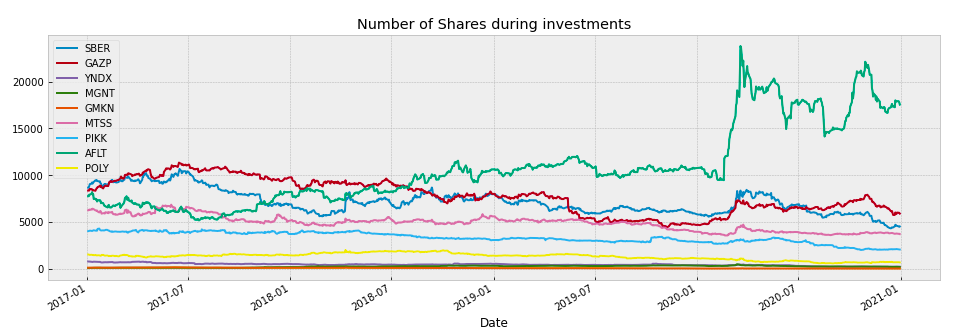 Number of Shares during investments
SBER
GAZP
YNDX
MGNT
GMKN
MTSS
PIKK
AFLT
POLY
20000
15000
10000
5000
0
2017-01
2017-07
2018-01
2018-07
2019-01
2019-07
2020-01
2020-07
2021-01
Date